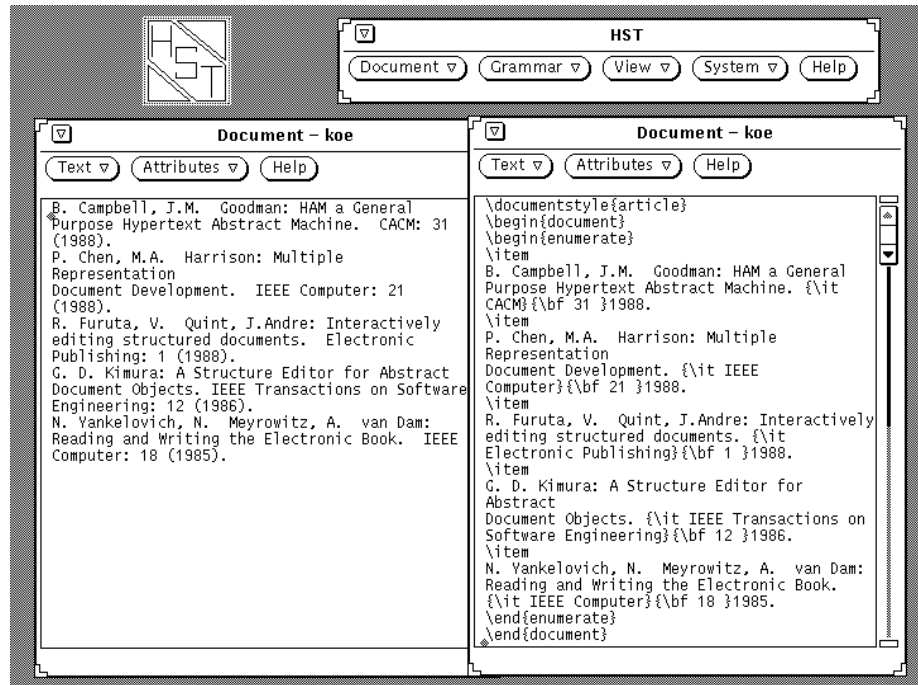 HST
HST
Document Grammar View System Help
Document – koe
Text Attributes Help
B. Campbell, J.M.  Goodman: HAM a General
Purpose Hypertext Abstract Machine.  CACM: 31
(1988).
P. Chen, M.A.  Harrison: Multiple
Representation
Document Development.  IEEE Computer: 21
(1988).
R. Furuta, V.  Quint, J.Andre: Interactively
editing structured documents.  Electronic
Publishing: 1 (1988).
G. D. Kimura: A Structure Editor for Abstract
Document Objects. IEEE Transactions on Software
Engineering: 12 (1986).
N. Yankelovich, N.  Meyrowitz, A.  van Dam:
Reading and Writing the Electronic Book.  IEEE
Computer: 18 (1985).
Document – koe
Text Attributes Help
\documentstyle{article}
\begin{document}
\begin{enumerate}
\item
B. Campbell, J.M.  Goodman: HAM a General
Purpose Hypertext Abstract Machine. {\it
CACM}{\bf 31 }1988.
\item
P. Chen, M.A.  Harrison: Multiple
Representation
Document Development. {\it IEEE
Computer}{\bf 21 }1988.
\item
R. Furuta, V.  Quint, J.Andre: Interactively
editing structured documents. {\it
Electronic Publishing}{\bf 1 }1988.
\item
G. D. Kimura: A Structure Editor for
Abstract
Document Objects. {\it IEEE Transactions on
Software Engineering}{\bf 12 }1986.
\item
N. Yankelovich, N.  Meyrowitz, A.  van Dam:
Reading and Writing the Electronic Book.
{\it IEEE Computer}{\bf 18 }1985.
\end{enumerate}
\end{document}